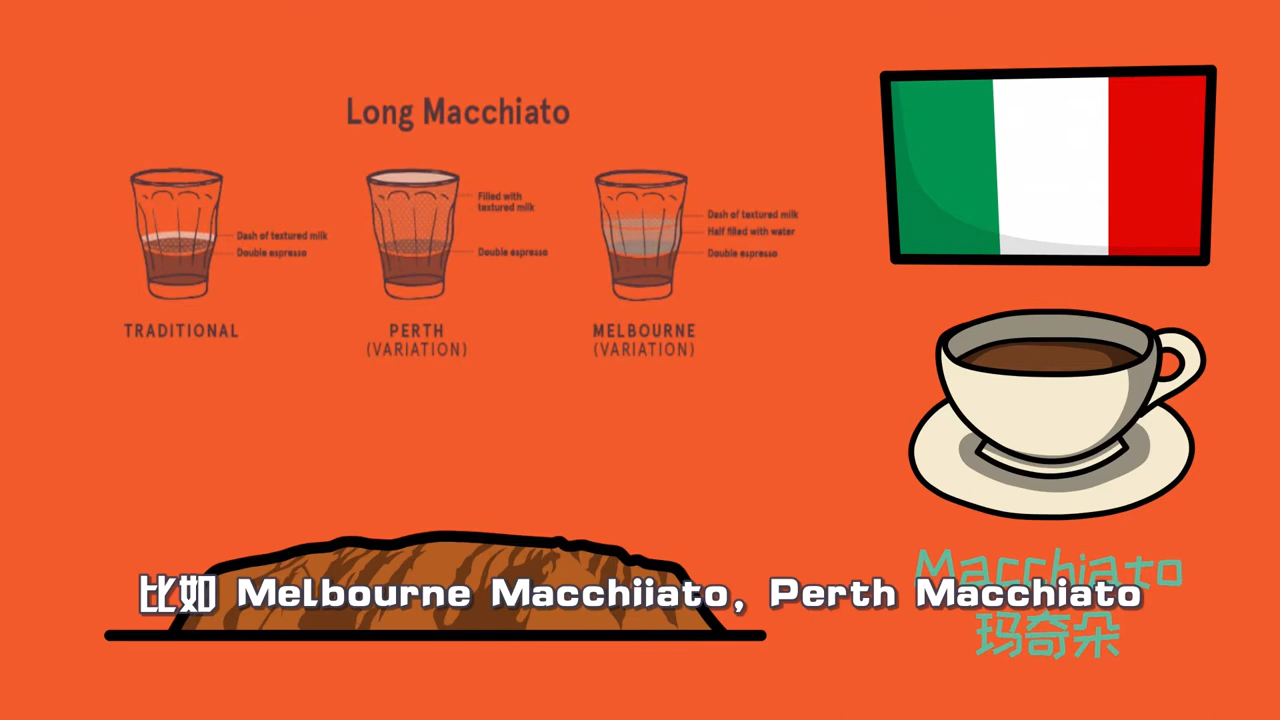 Long Macchiato
Dash of textured milk
Double espresso
TRADITIONAL
Filled with
textured milk
Double espresso
PERTH
(VARIATION)
Dash of textured milk
Half filled with water
Double espresso
MELBOURNE
(VARIATION)
Macchiato
玛奇朵
比如 Melbourne Macchiiato, Perth Macchiato